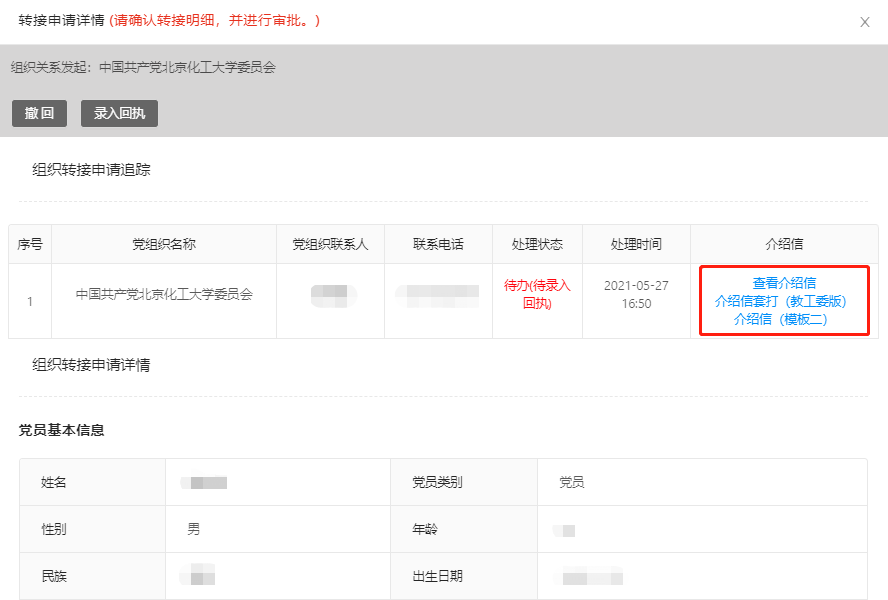 转接申请详情 (请确认转接明细，并进行审批。)
组织关系发起: 中国共产党北京化工大学委员会
撤 回 录入回执
组织转接申请追踪
序号 党组织名称 党组织联系人 联系电话 处理状态 处理时间 介绍信
1 中国共产党北京化工大学委员会 待办(待录入回执) 2021-05-27 16:50 查看介绍信
介绍信套打（教工委版）
介绍信（模板二）
组织转接申请详情
党员基本信息
姓名 党员类别 党员
性别 男 年龄
民族 出生日期